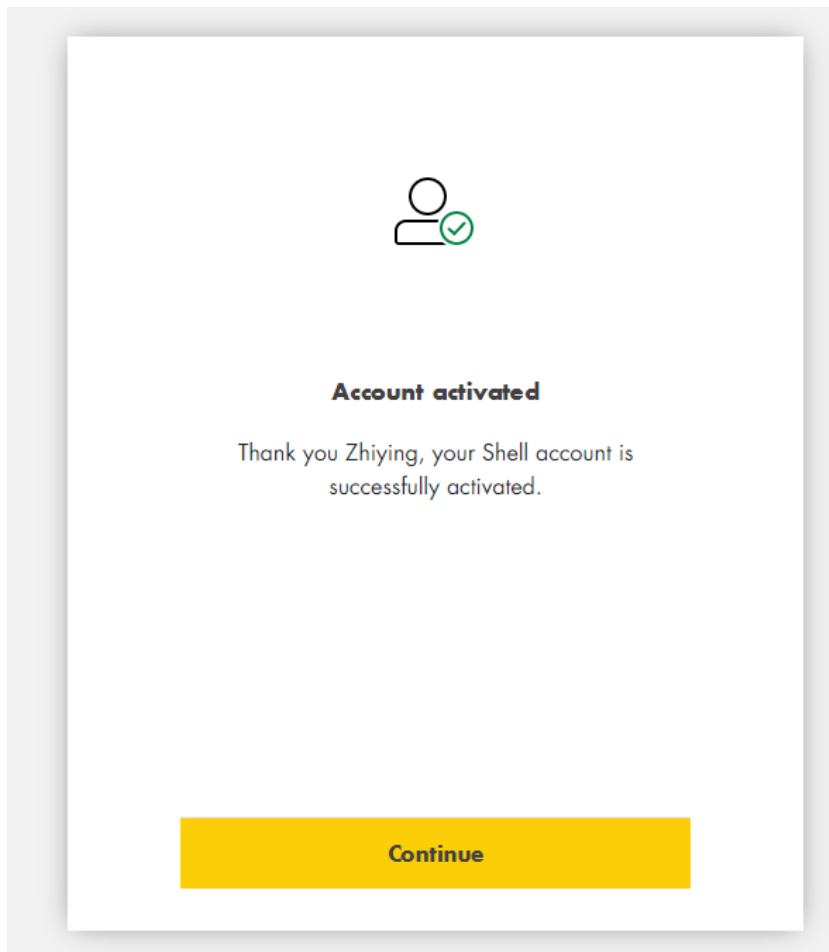 Account activated
Thank you Zhiying, your Shell account is
successfully activated.
Continue